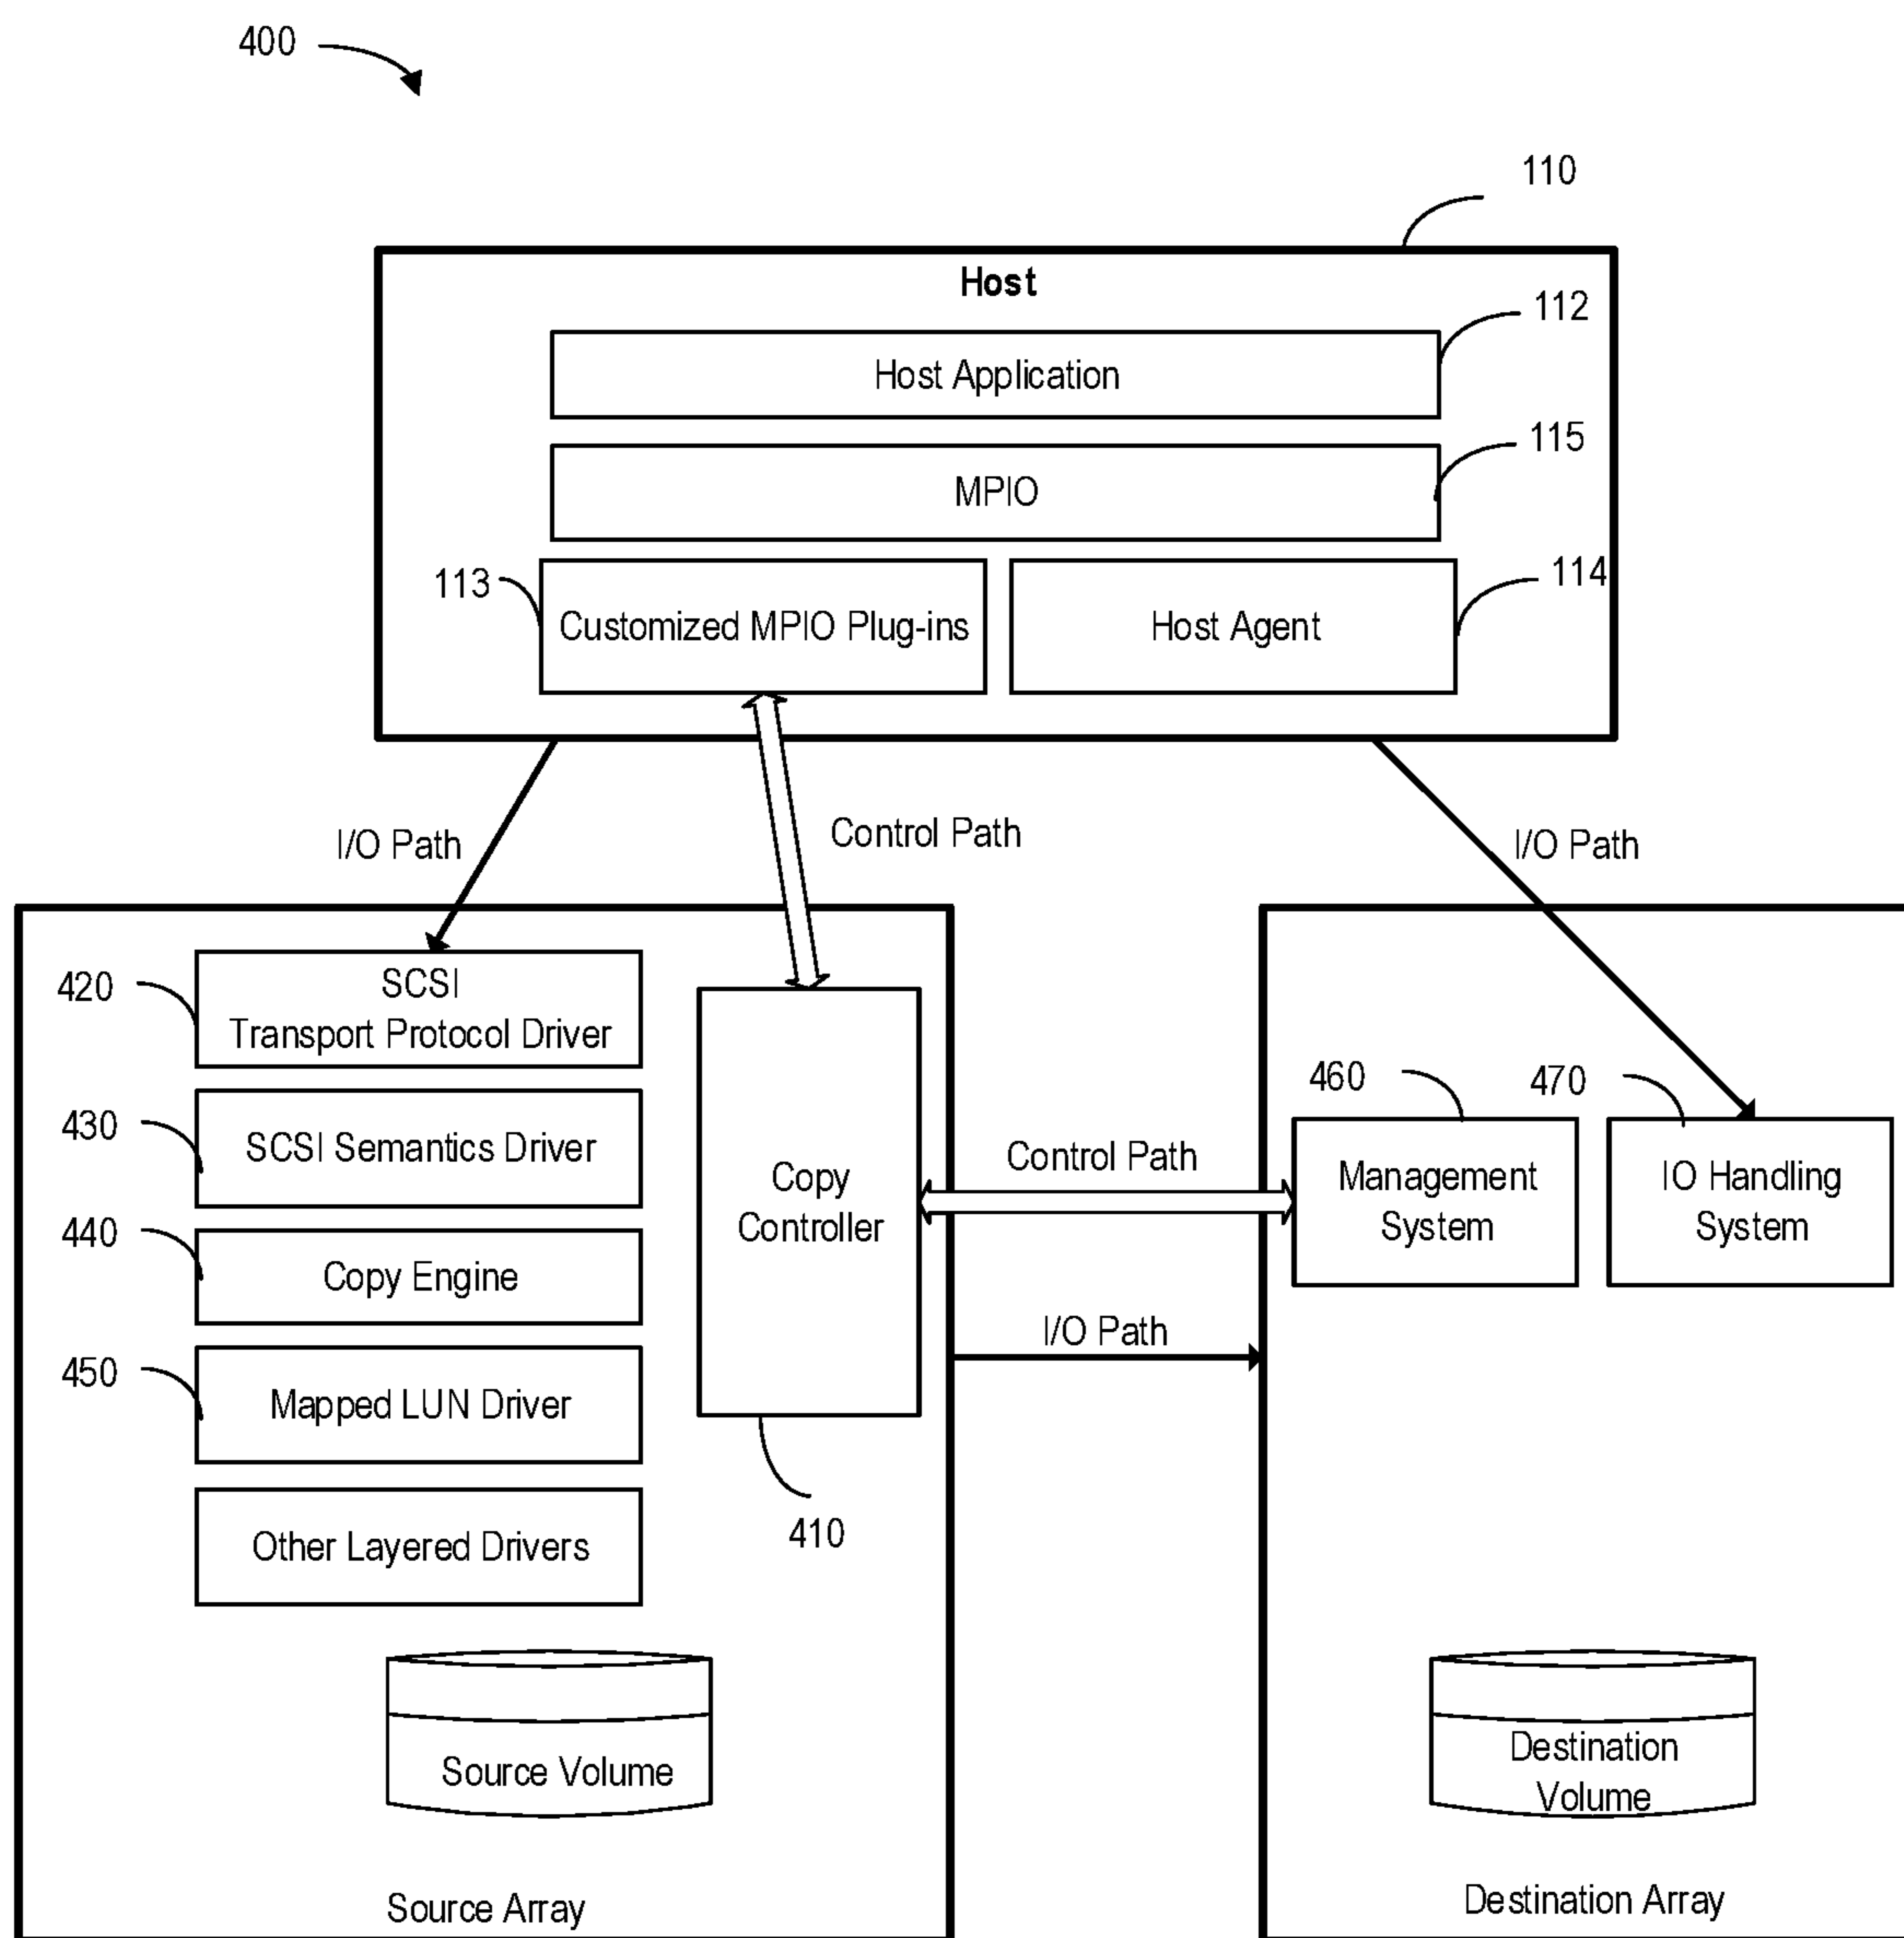 400
110
Host
112
Host Application
115
MPIO
113
114
Customized MPIO Plug-ins
Host Agent
I/O Path
Control Path
I/O Path
420
SCSI
Transport Protocol Driver
430
SCSI Semantics Driver
440
Copy Engine
450
Mapped LUN Driver
Other Layered Drivers
Copy
Controller
410
Source Volume
Source Array
Control Path
I/O Path
460
470
Management
System
IO Handling
System
Destination
Volume
Destination Array